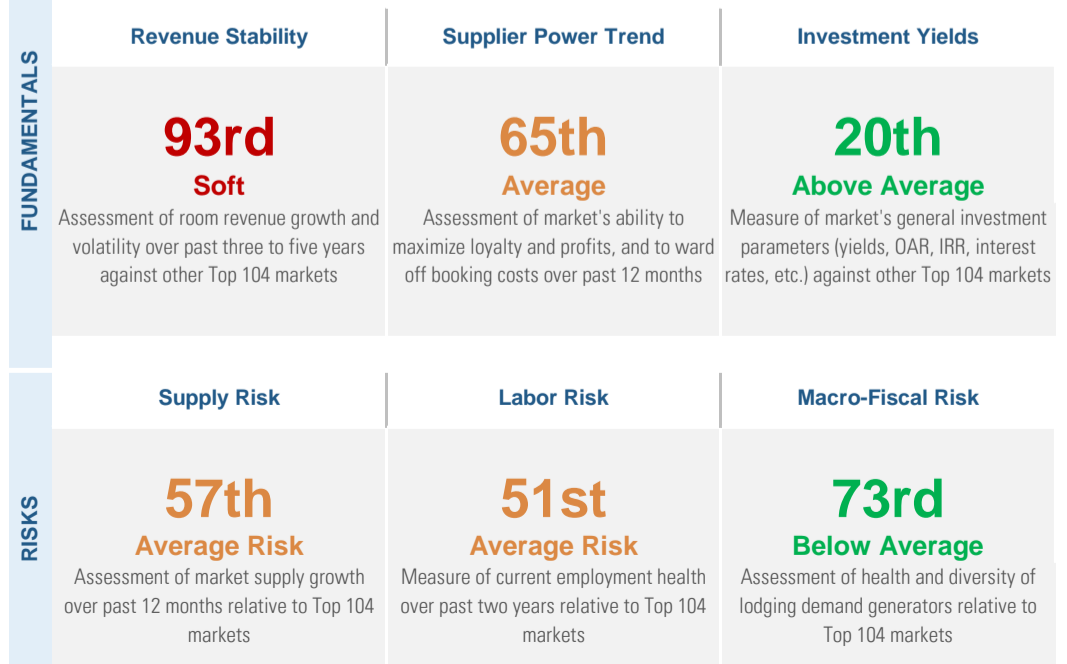 FUNDAMENTALS
Revenue Stability
93rd
Soft
Assessment of room revenue growth and
volatility over past three to five years
against other Top 104 markets
Supplier Power Trend
65th
Average
Assessment of market's ability to
maximize loyalty and profits, and to ward
off booking costs over past 12 months
Investment Yields
20th
Above Average
Measure of market's general investment
parameters (yields, OAR, IRR, interest
rates, etc.) against other Top 104 markets
RISKS
Supply Risk
57th
Average Risk
Assessment of market supply growth
over past 12 months relative to Top 104
markets
Labor Risk
51st
Average Risk
Measure of current employment health
over past two years relative to Top 104
markets
Macro-Fiscal Risk
73rd
Below Average
Assessment of health and diversity of
lodging demand generators relative to
Top 104 markets